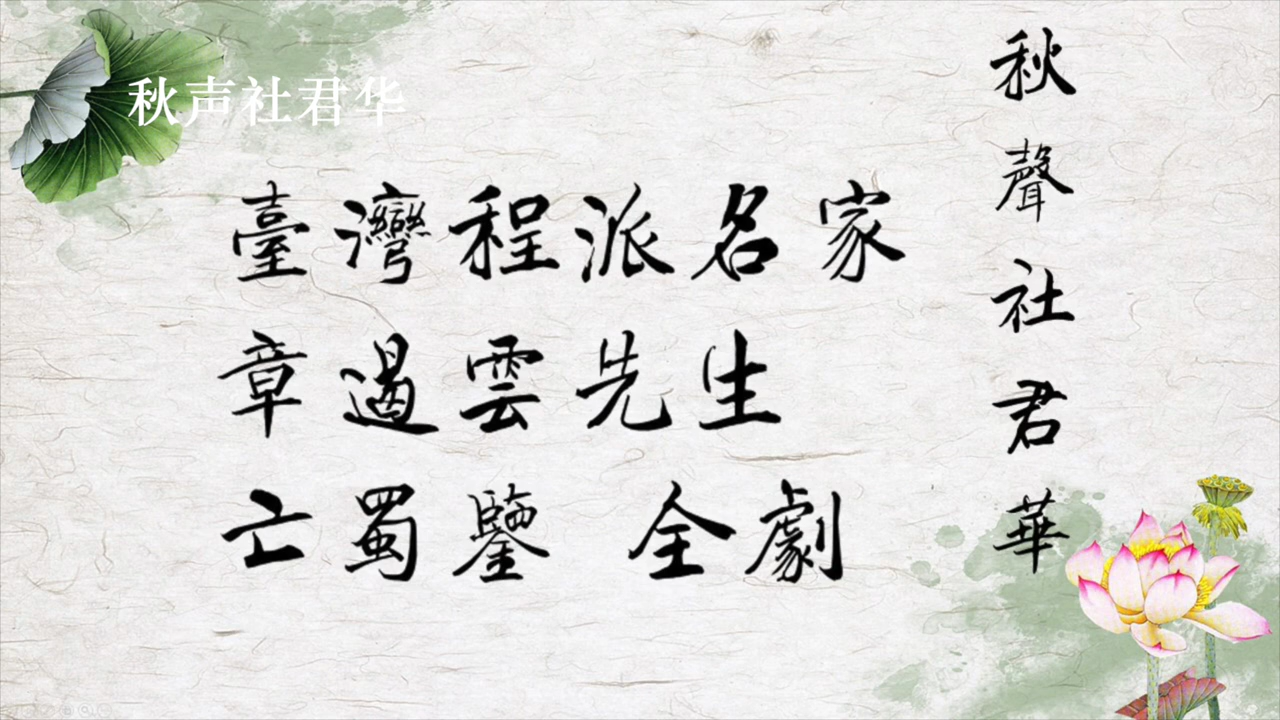 秋声社君华
臺灣程派名家
章遏雲先生
亡蜀鑒 全劇
秋聲社君華